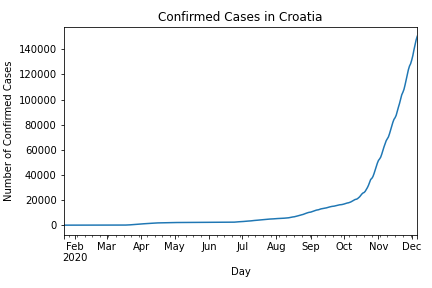 Confirmed Cases in Croatia
Number of Confirmed Cases
140000
120000
100000
80000
60000
40000
20000
0
Feb Mar Apr May Jun Jul Aug Sep Oct Nov Dec
2020
Day